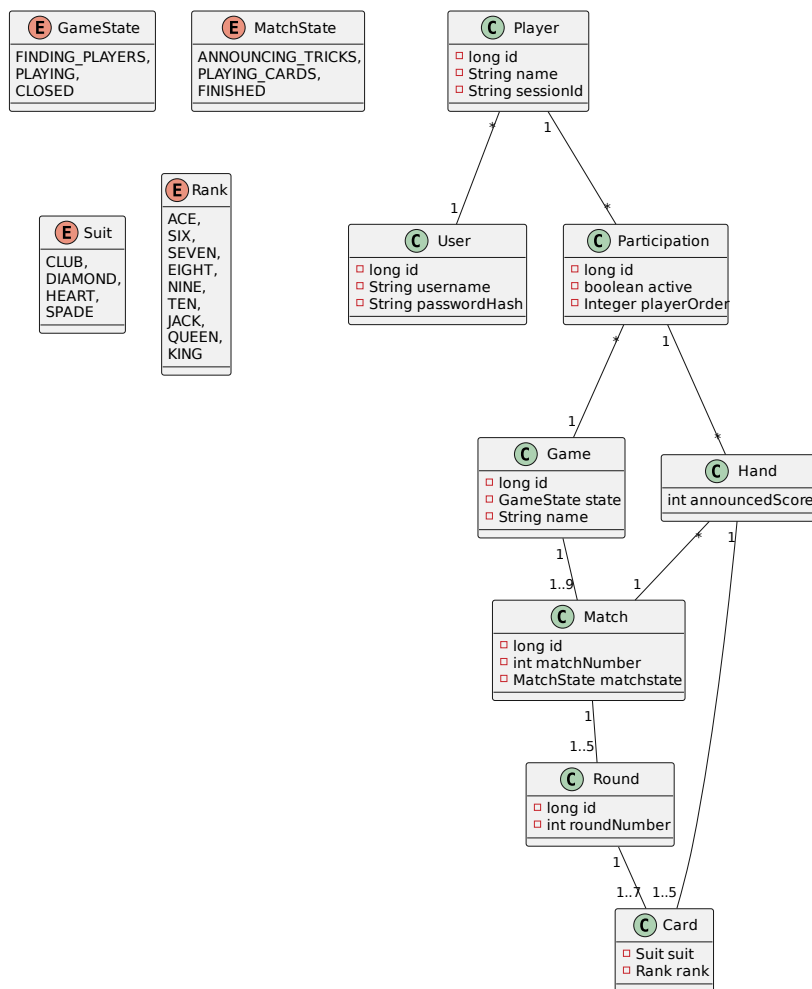 E GameState
FINDING_PLAYERS,
PLAYING,
CLOSED
E MatchState
ANNOUNCING_TRICKS,
PLAYING_CARDS,
FINISHED
C Player
long id
String name
String sessionId
E Suit
CLUB,
DIAMOND,
HEART,
SPADE
E Rank
ACE,
SIX,
SEVEN,
EIGHT,
NINE,
TEN,
JACK,
QUEEN,
KING
*
1
1
*
C User
long id
String username
String passwordHash
C Participation
long id
boolean active
Integer playerOrder
*
1
1
*
C Game
long id
GameState state
String name
C Hand
int announcedScore
1
1..9
*
1
1
1..5
C Match
long id
int matchNumber
MatchState matchstate
1
1..5
C Round
long id
int roundNumber
1
1..7
C Card
Suit suit
Rank rank